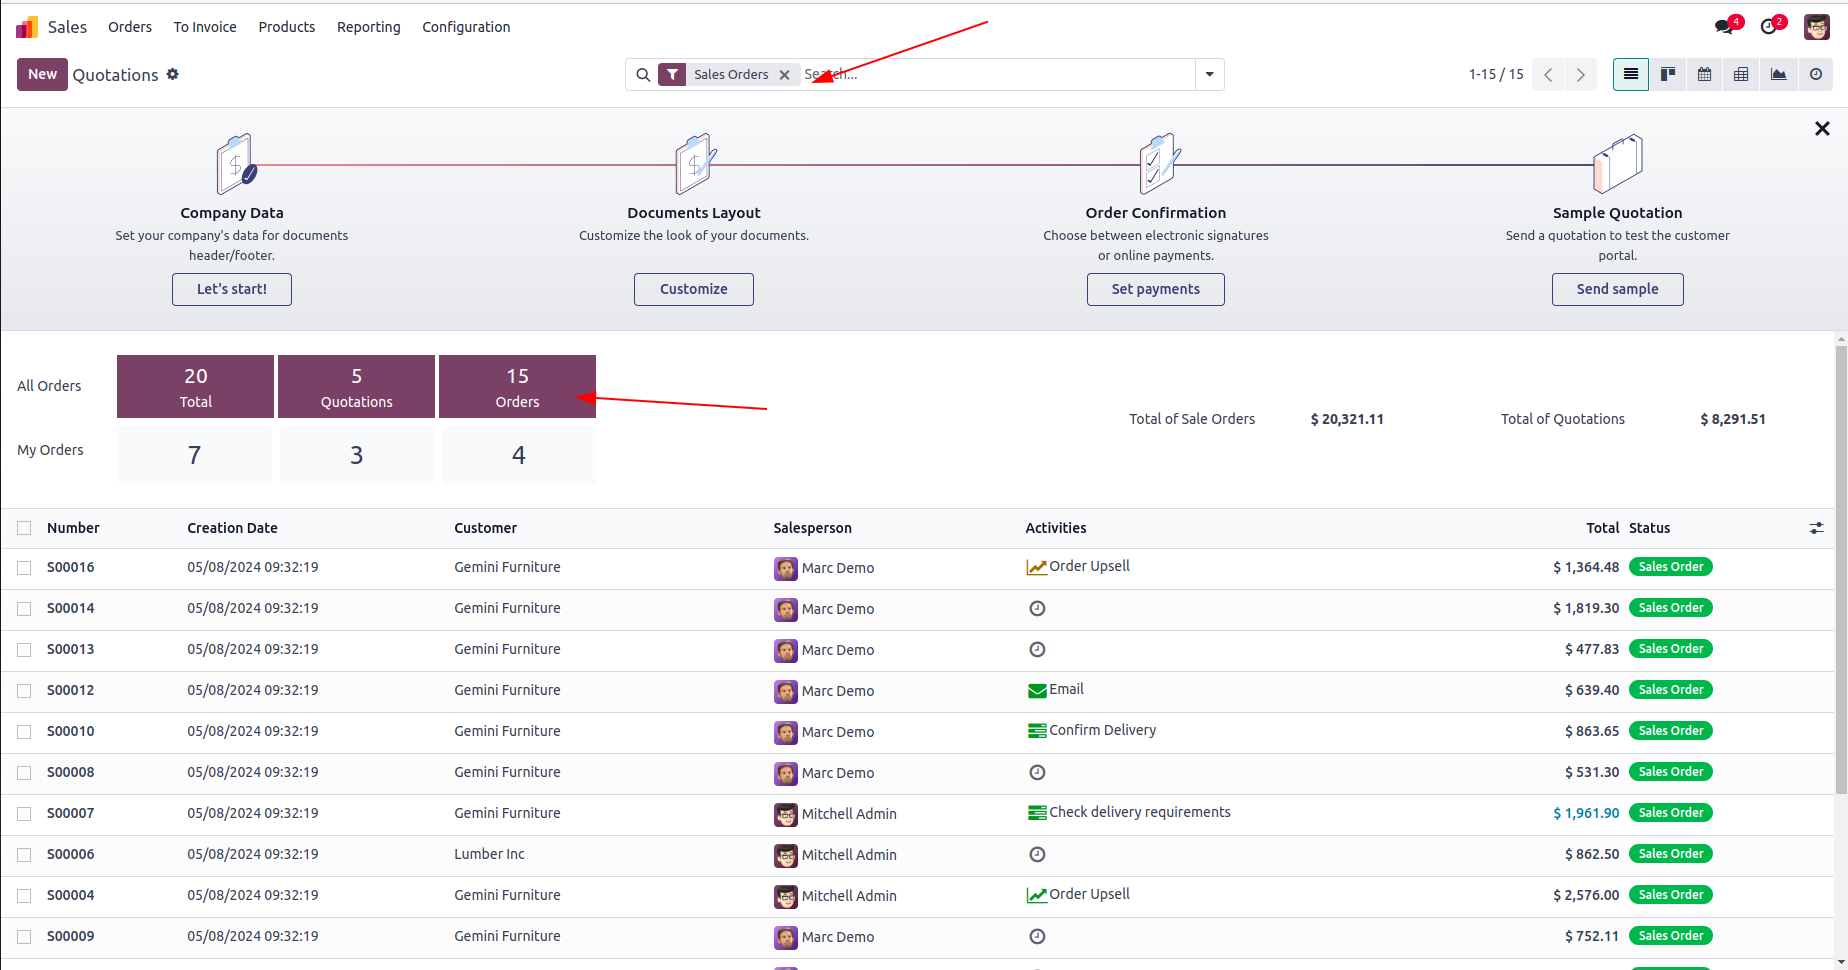 Sales Orders To Invoice Products Reporting Configuration 4 2
New Quotations Sales Orders Search... 1-15 / 15
Company Data Documents Layout Order Confirmation Sample Quotation
Set your company's data for documents Customize the look of your documents. Choose between electronic signatures Send a quotation to test the customer
header/footer. or online payments. portal.
Let's start! Customize Set payments Send sample
All Orders 20 5 15
Total Quotations Orders
Total of Sale Orders $ 20,321.11 Total of Quotations $ 8,291.51
My Orders 7 3 4
Number Creation Date Customer Salesperson Activities Total Status
S00016 05/08/2024 09:32:19 Gemini Furniture Marc Demo Order Upsell $ 1,364.48 Sales Order
S00014 05/08/2024 09:32:19 Gemini Furniture Marc Demo $ 1,819.30 Sales Order
S00013 05/08/2024 09:32:19 Gemini Furniture Marc Demo $ 477.83 Sales Order
S00012 05/08/2024 09:32:19 Gemini Furniture Marc Demo Email $ 639.40 Sales Order
S00010 05/08/2024 09:32:19 Gemini Furniture Marc Demo Confirm Delivery $ 863.65 Sales Order
S00008 05/08/2024 09:32:19 Gemini Furniture Marc Demo $ 531.30 Sales Order
S00007 05/08/2024 09:32:19 Gemini Furniture Mitchell Admin Check delivery requirements $ 1,961.90 Sales Order
S00006 05/08/2024 09:32:19 Lumber Inc Mitchell Admin $ 862.50 Sales Order
S00004 05/08/2024 09:32:19 Gemini Furniture Mitchell Admin Order Upsell $ 2,576.00 Sales Order
S00009 05/08/2024 09:32:19 Gemini Furniture Marc Demo $ 752.11 Sales Order